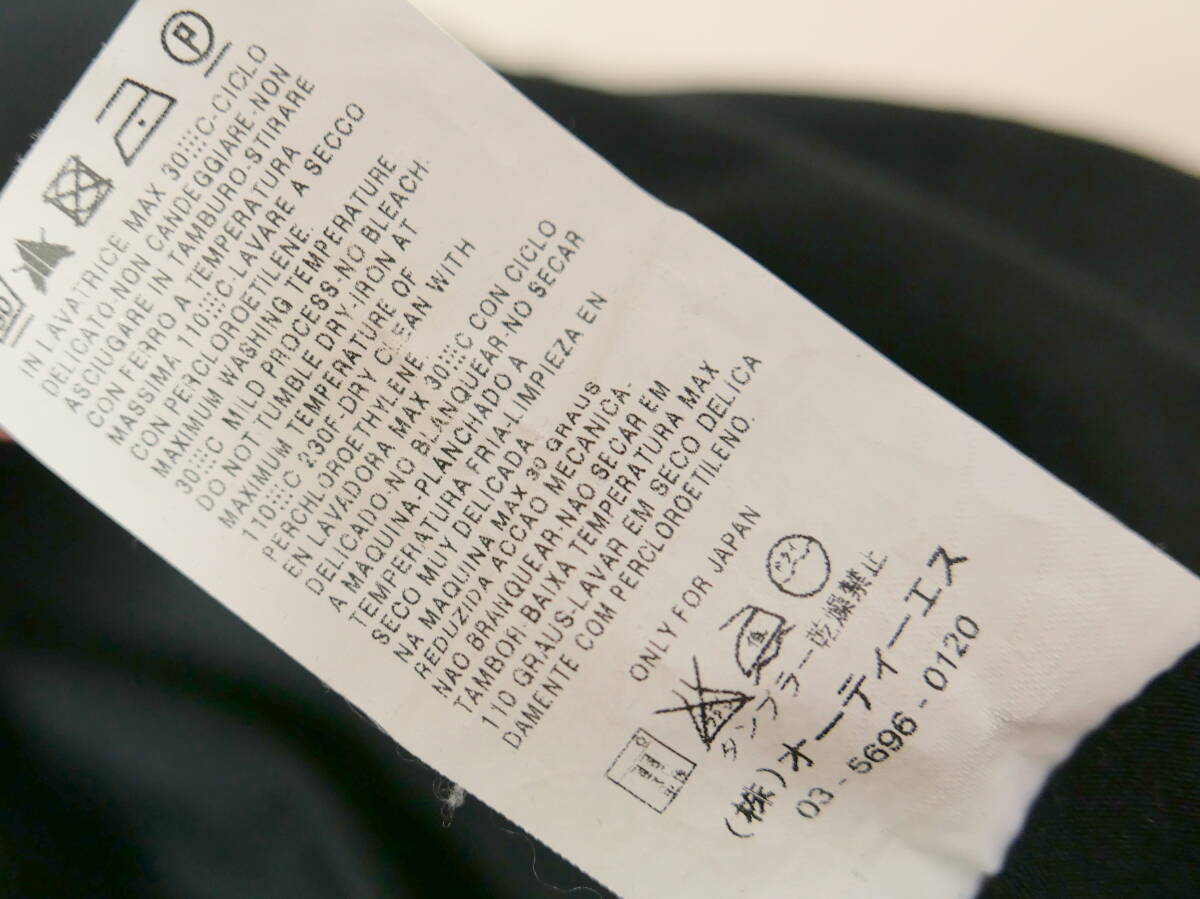 P
30
IN LAVATRICE MAX 30:::C-CICLO
DELICATO-NON CANDEGGIARE-NON
ASCIUGARE IN TAMBURO-STIRARE
CON FERRO A TEMPERATURA
MASSIMA 110:::C-LAVARE A SECCO
CON PERCLOROETILENE.
MAXIMUM WASHING TEMPERATURE
30:::C MILD PROCESS-NO BLEACH.
DO NOT TUMBLE DRY-IRON AT
MAXIMUM TEMPERATURE OF
110:::C 230F-DRY CLEAN WITH
PERCHLOROETHYLENE
EN LAVADORA MAX 30:::C CON CICLO
DELICADO-NO BLANQUEAR-NO SECAR
A MAQUINA-PLANCHADO A
TEMPERATURA FRIA-LIMPIEZA EN
SECO MUY DELICADA
NA MAQUINA MAX 30 GRAUS
REDUZIDA ACCAO MECANICA-
NAO BRANQUEAR-NAO SECAR EM
TAMBOR-BAIXA TEMPERATURA MAX
110 GRAUS-LAVAR EM SECO DELICA
DAMENTE COM PERCLOROETILENO.
ONLY FOR JAPAN
タンブラー乾燥禁止
(株)オーティーエス
03-5696-0120